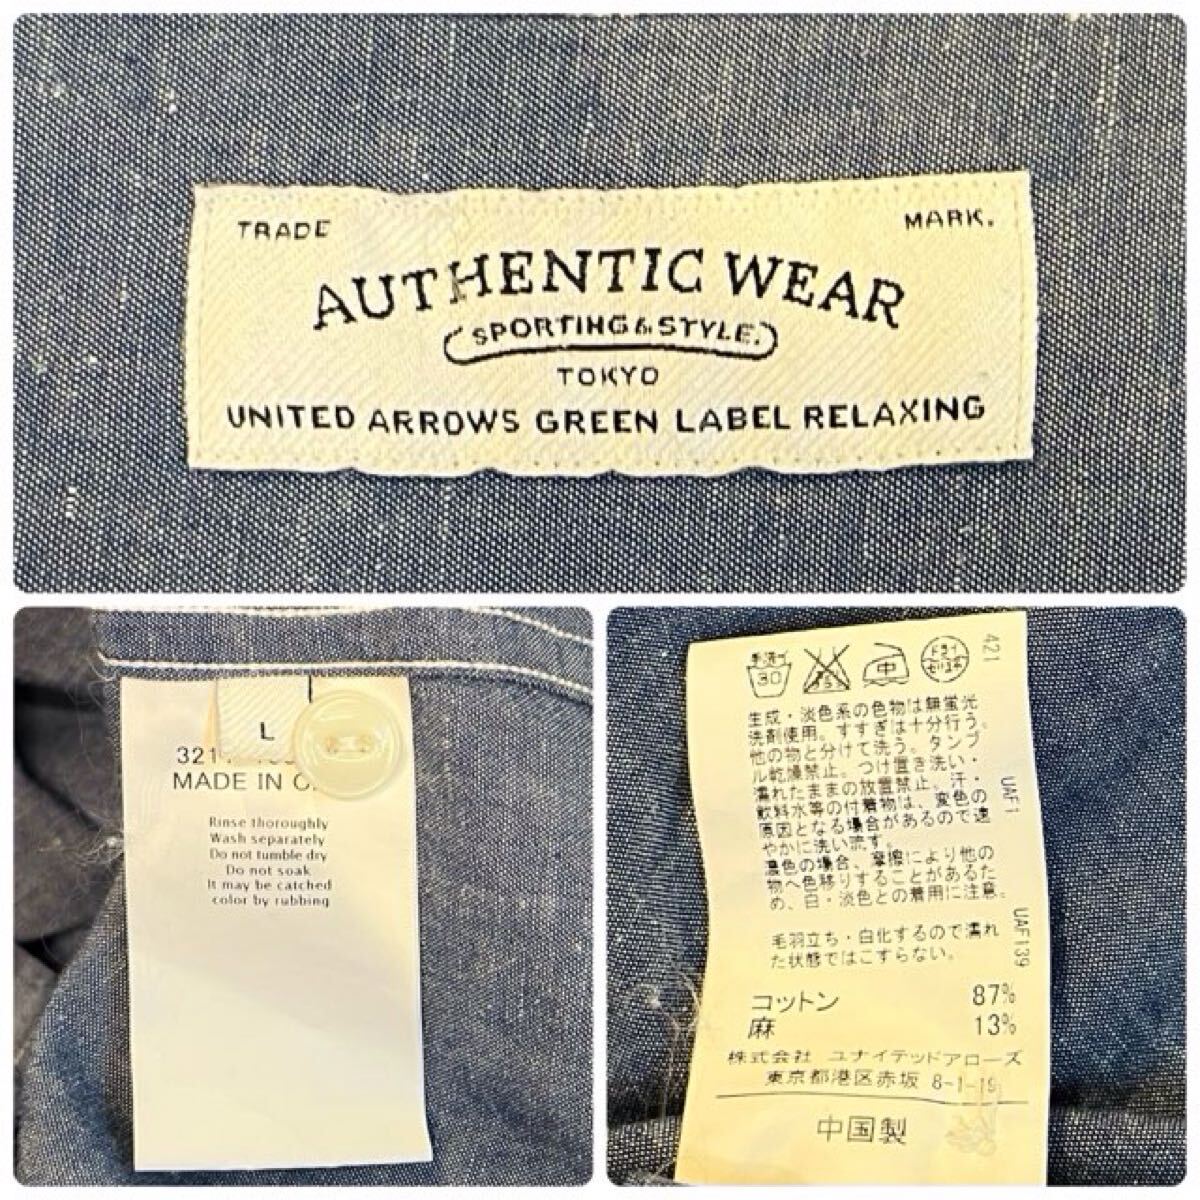 TRADE MARK.
AUTHENTIC WEAR
SPORTING & STYLE.
TOKYO
UNITED ARROWS GREEN LABEL RELAXING
L
MADE IN
Rinse thoroughly
Wash separately
Do not tumble dry
Do not soak
It may be catched
color by rubbing
421
30
中
生成・淡色系の色物は無蛍光
洗剤使用。すすぎは十分行う。
他の物と分けて洗う。タンブ
ル乾燥禁止。つけ置き洗い・
濡れたままの放置禁止。汗・
飲料水等の付着物は、変色の
原因となる場合があるので速
やかに洗い流す。
濃色の場合、摩擦により他の
物へ色移りすることがあるた
め、白・淡色との着用に注意。
UAF1
毛羽立ち・白化するので濡れ
た状態ではこすらない。
UAF139
コットン 87%
麻 13%
株式会社 ユナイテッドアローズ
東京都港区赤坂 8-1-19
中国製